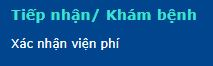 Tiếp nhận/ Khám bệnh
Xác nhận viện phí